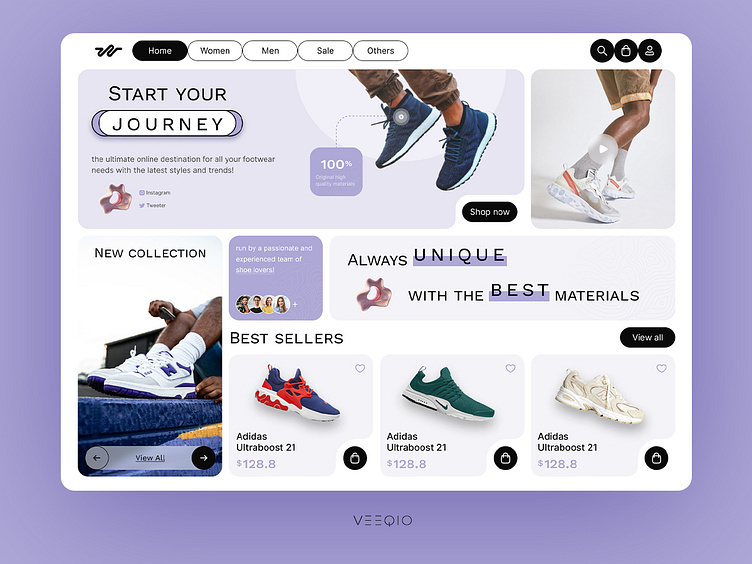 Home
Women
Men
Sale
Others
START YOUR
JOURNEY
the ultimate online destination for all your footwear
needs with the latest styles and trends!
Instagram
Tweeter
100%
Original high
quality materials
Shop now
NEW COLLECTION
View All
run by a passionate and
experienced team of
shoe lovers!
+
ALWAYS UNIQUE
WITH THE BEST MATERIALS
BEST SELLERS
View all
Adidas
Ultraboost 21
$128.8
Adidas
Ultraboost 21
$128.8
Adidas
Ultraboost 21
$128.8
VEEQIO